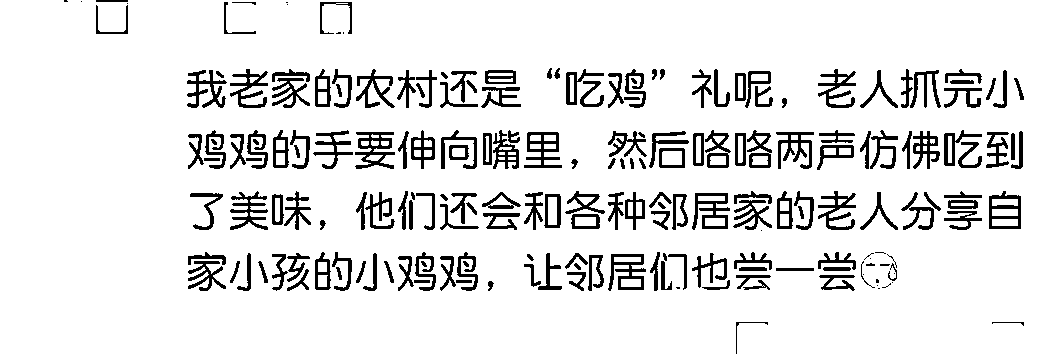 我老家的农村还是“吃鸡”礼呢，老人抓完小
鸡鸡的手要伸向嘴里，然后咯咯两声仿佛吃到
了美味，他们还会和各种邻居家的老人分享自
家小孩的小鸡鸡，让邻居们也尝一尝😅